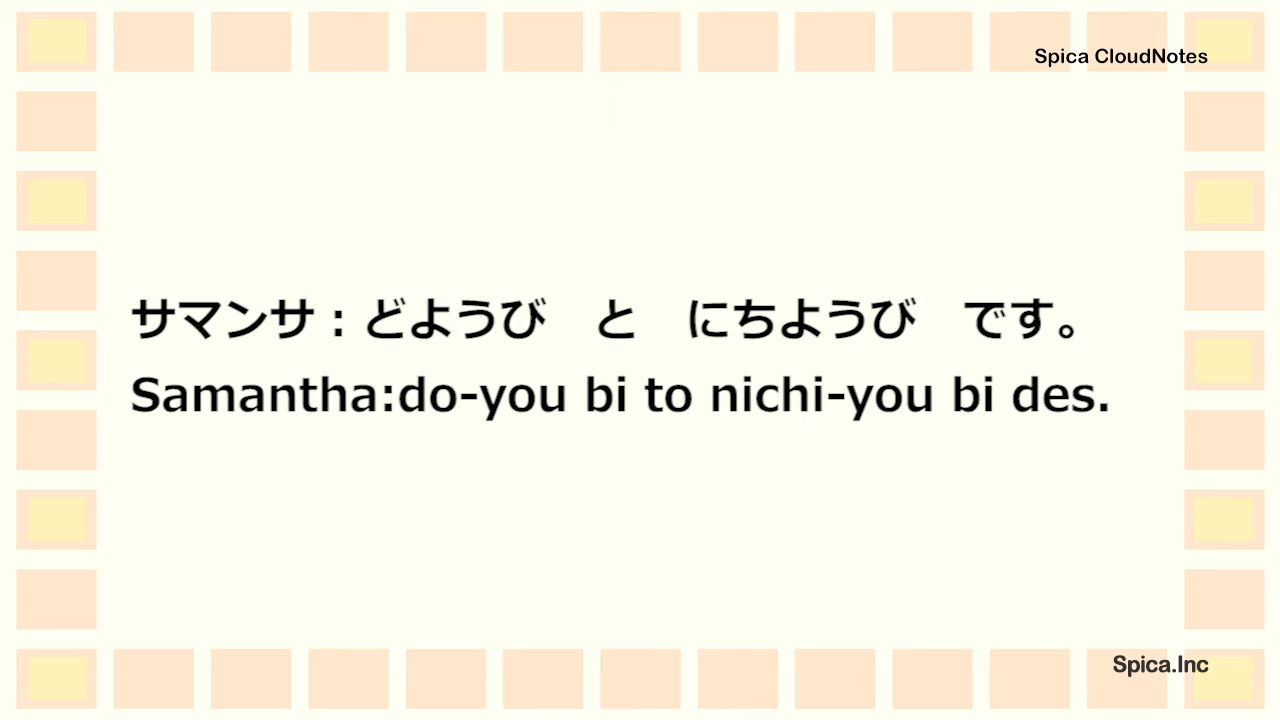 Spica CloudNotes
サマンサ：どようび　と　にちようび　です。
Samantha:do-you bi to nichi-you bi des.
Spica.Inc